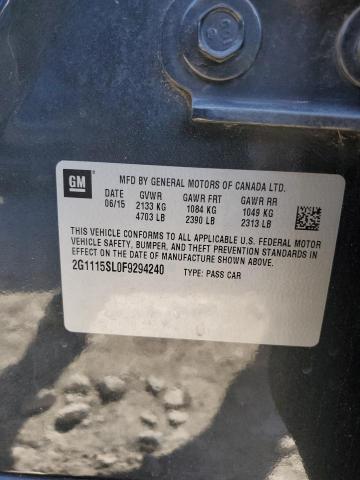 GM
MFD BY GENERAL MOTORS OF CANADA LTD.
DATE GVWR GAWR FRT GAWR RR
06/15 2133 KG 1084 KG 1049 KG
4703 LB 2390 LB 2313 LB
THIS VEHICLE CONFORMS TO ALL APPLICABLE U.S. FEDERAL MOTOR
VEHICLE SAFETY, BUMPER, AND THEFT PREVENTION STANDARDS IN
EFFECT ON THE DATE OF MANUFACTURE SHOWN ABOVE.
2G1115SL0F9294240 TYPE: PASS CAR